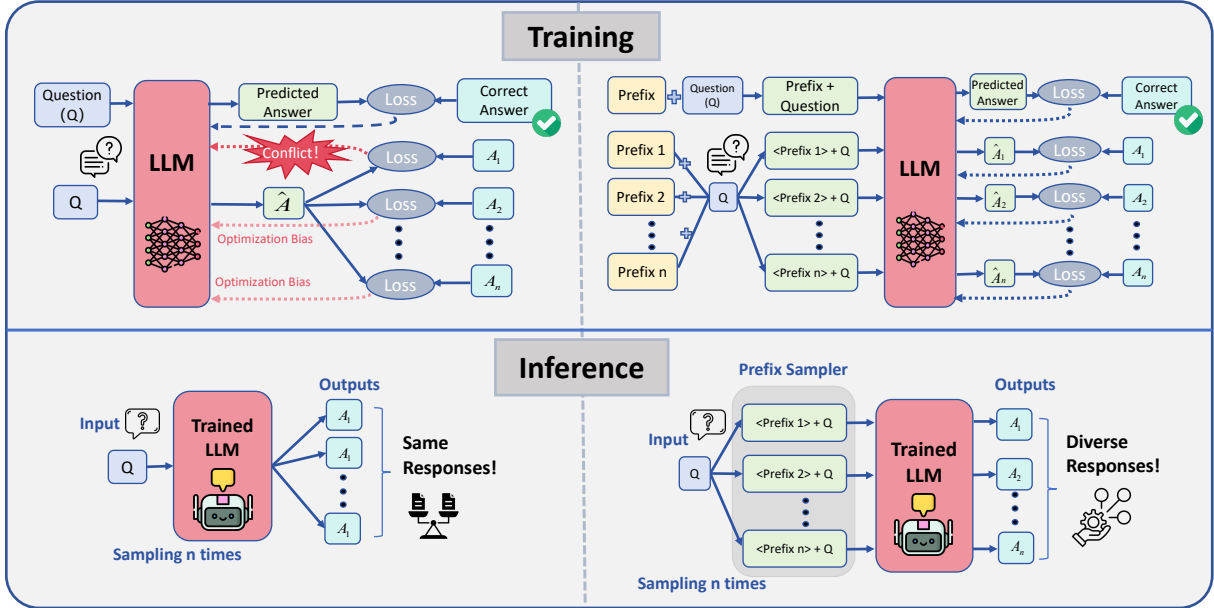 Training
Question
(Q)
LLM
Predicted
Answer
Loss
Correct
Answer
Conflict!
Loss
A₁
Q
Â
Loss
A₂
Optimization Bias
Optimization Bias
Loss
Aₙ
Prefix
Question
(Q)
Prefix +
Question
LLM
Predicted
Answer
Loss
Correct
Answer
Prefix 1
<Prefix 1> + Q
Â₁
Loss
A₁
Prefix 2
Q
<Prefix 2> + Q
Â₂
Loss
A₂
Prefix n
<Prefix n> + Q
Âₙ
Loss
Aₙ
Inference
Input
Q
Trained
LLM
Outputs
A₁
A₁
A₁
Same
Responses!
Sampling n times
Prefix Sampler
Input
Q
<Prefix 1> + Q
<Prefix 2> + Q
<Prefix n> + Q
Trained
LLM
Outputs
A₁
A₂
Aₙ
Diverse
Responses!
Sampling n times